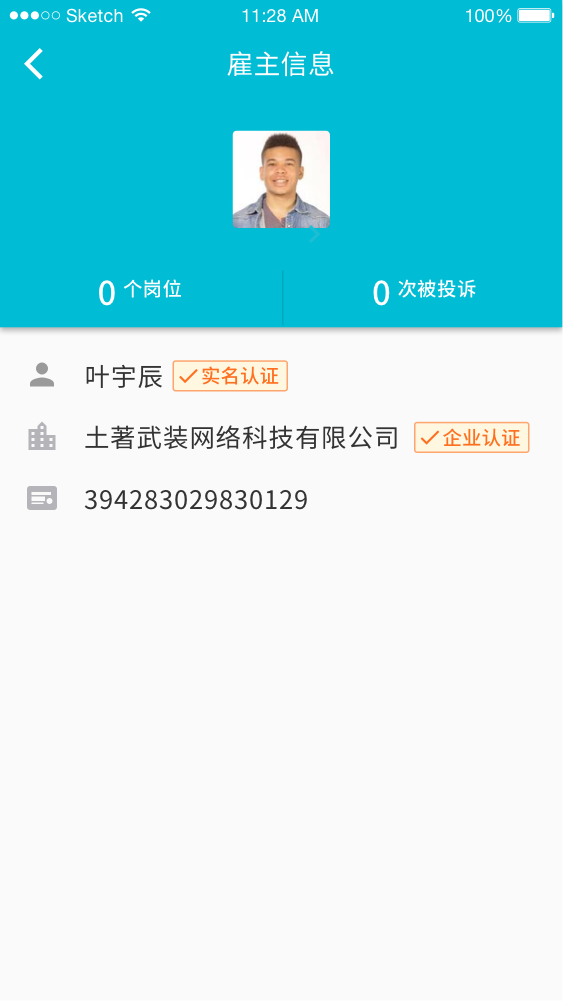 Sketch 11:28 AM 100%
雇主信息
0 个岗位 0 次被投诉
叶宇辰 实名认证
土著武装网络科技有限公司 企业认证
394283029830129